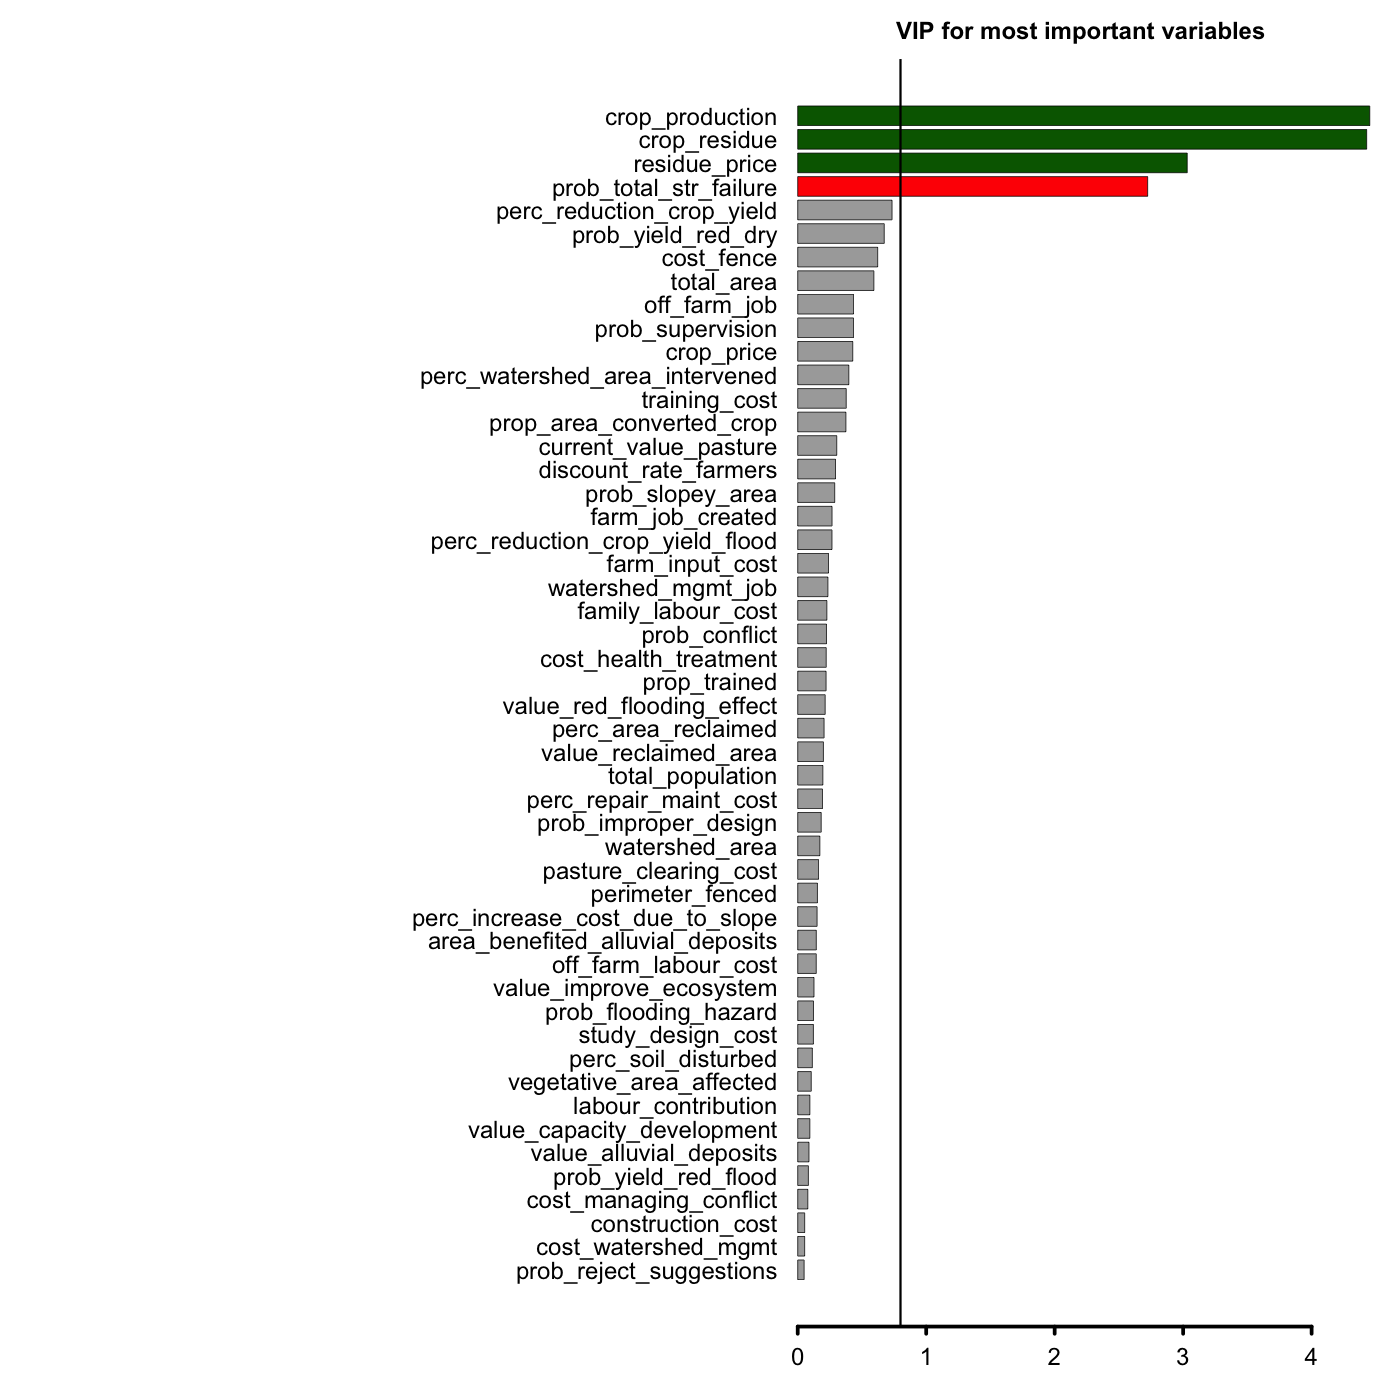 VIP for most important variables
crop_production
crop_residue
residue_price
prob_total_str_failure
perc_reduction_crop_yield
prob_yield_red_dry
cost_fence
total_area
off_farm_job
prob_supervision
crop_price
perc_watershed_area_intervened
training_cost
prop_area_converted_crop
current_value_pasture
discount_rate_farmers
prob_slopey_area
farm_job_created
perc_reduction_crop_yield_flood
farm_input_cost
watershed_mgmt_job
family_labour_cost
prob_conflict
cost_health_treatment
prop_trained
value_red_flooding_effect
perc_area_reclaimed
value_reclaimed_area
total_population
perc_repair_maint_cost
prob_improper_design
watershed_area
pasture_clearing_cost
perimeter_fenced
perc_increase_cost_due_to_slope
area_benefited_alluvial_deposits
off_farm_labour_cost
value_improve_ecosystem
prob_flooding_hazard
study_design_cost
perc_soil_disturbed
vegetative_area_affected
labour_contribution
value_capacity_development
value_alluvial_deposits
prob_yield_red_flood
cost_managing_conflict
construction_cost
cost_watershed_mgmt
prob_reject_suggestions
0 1 2 3 4